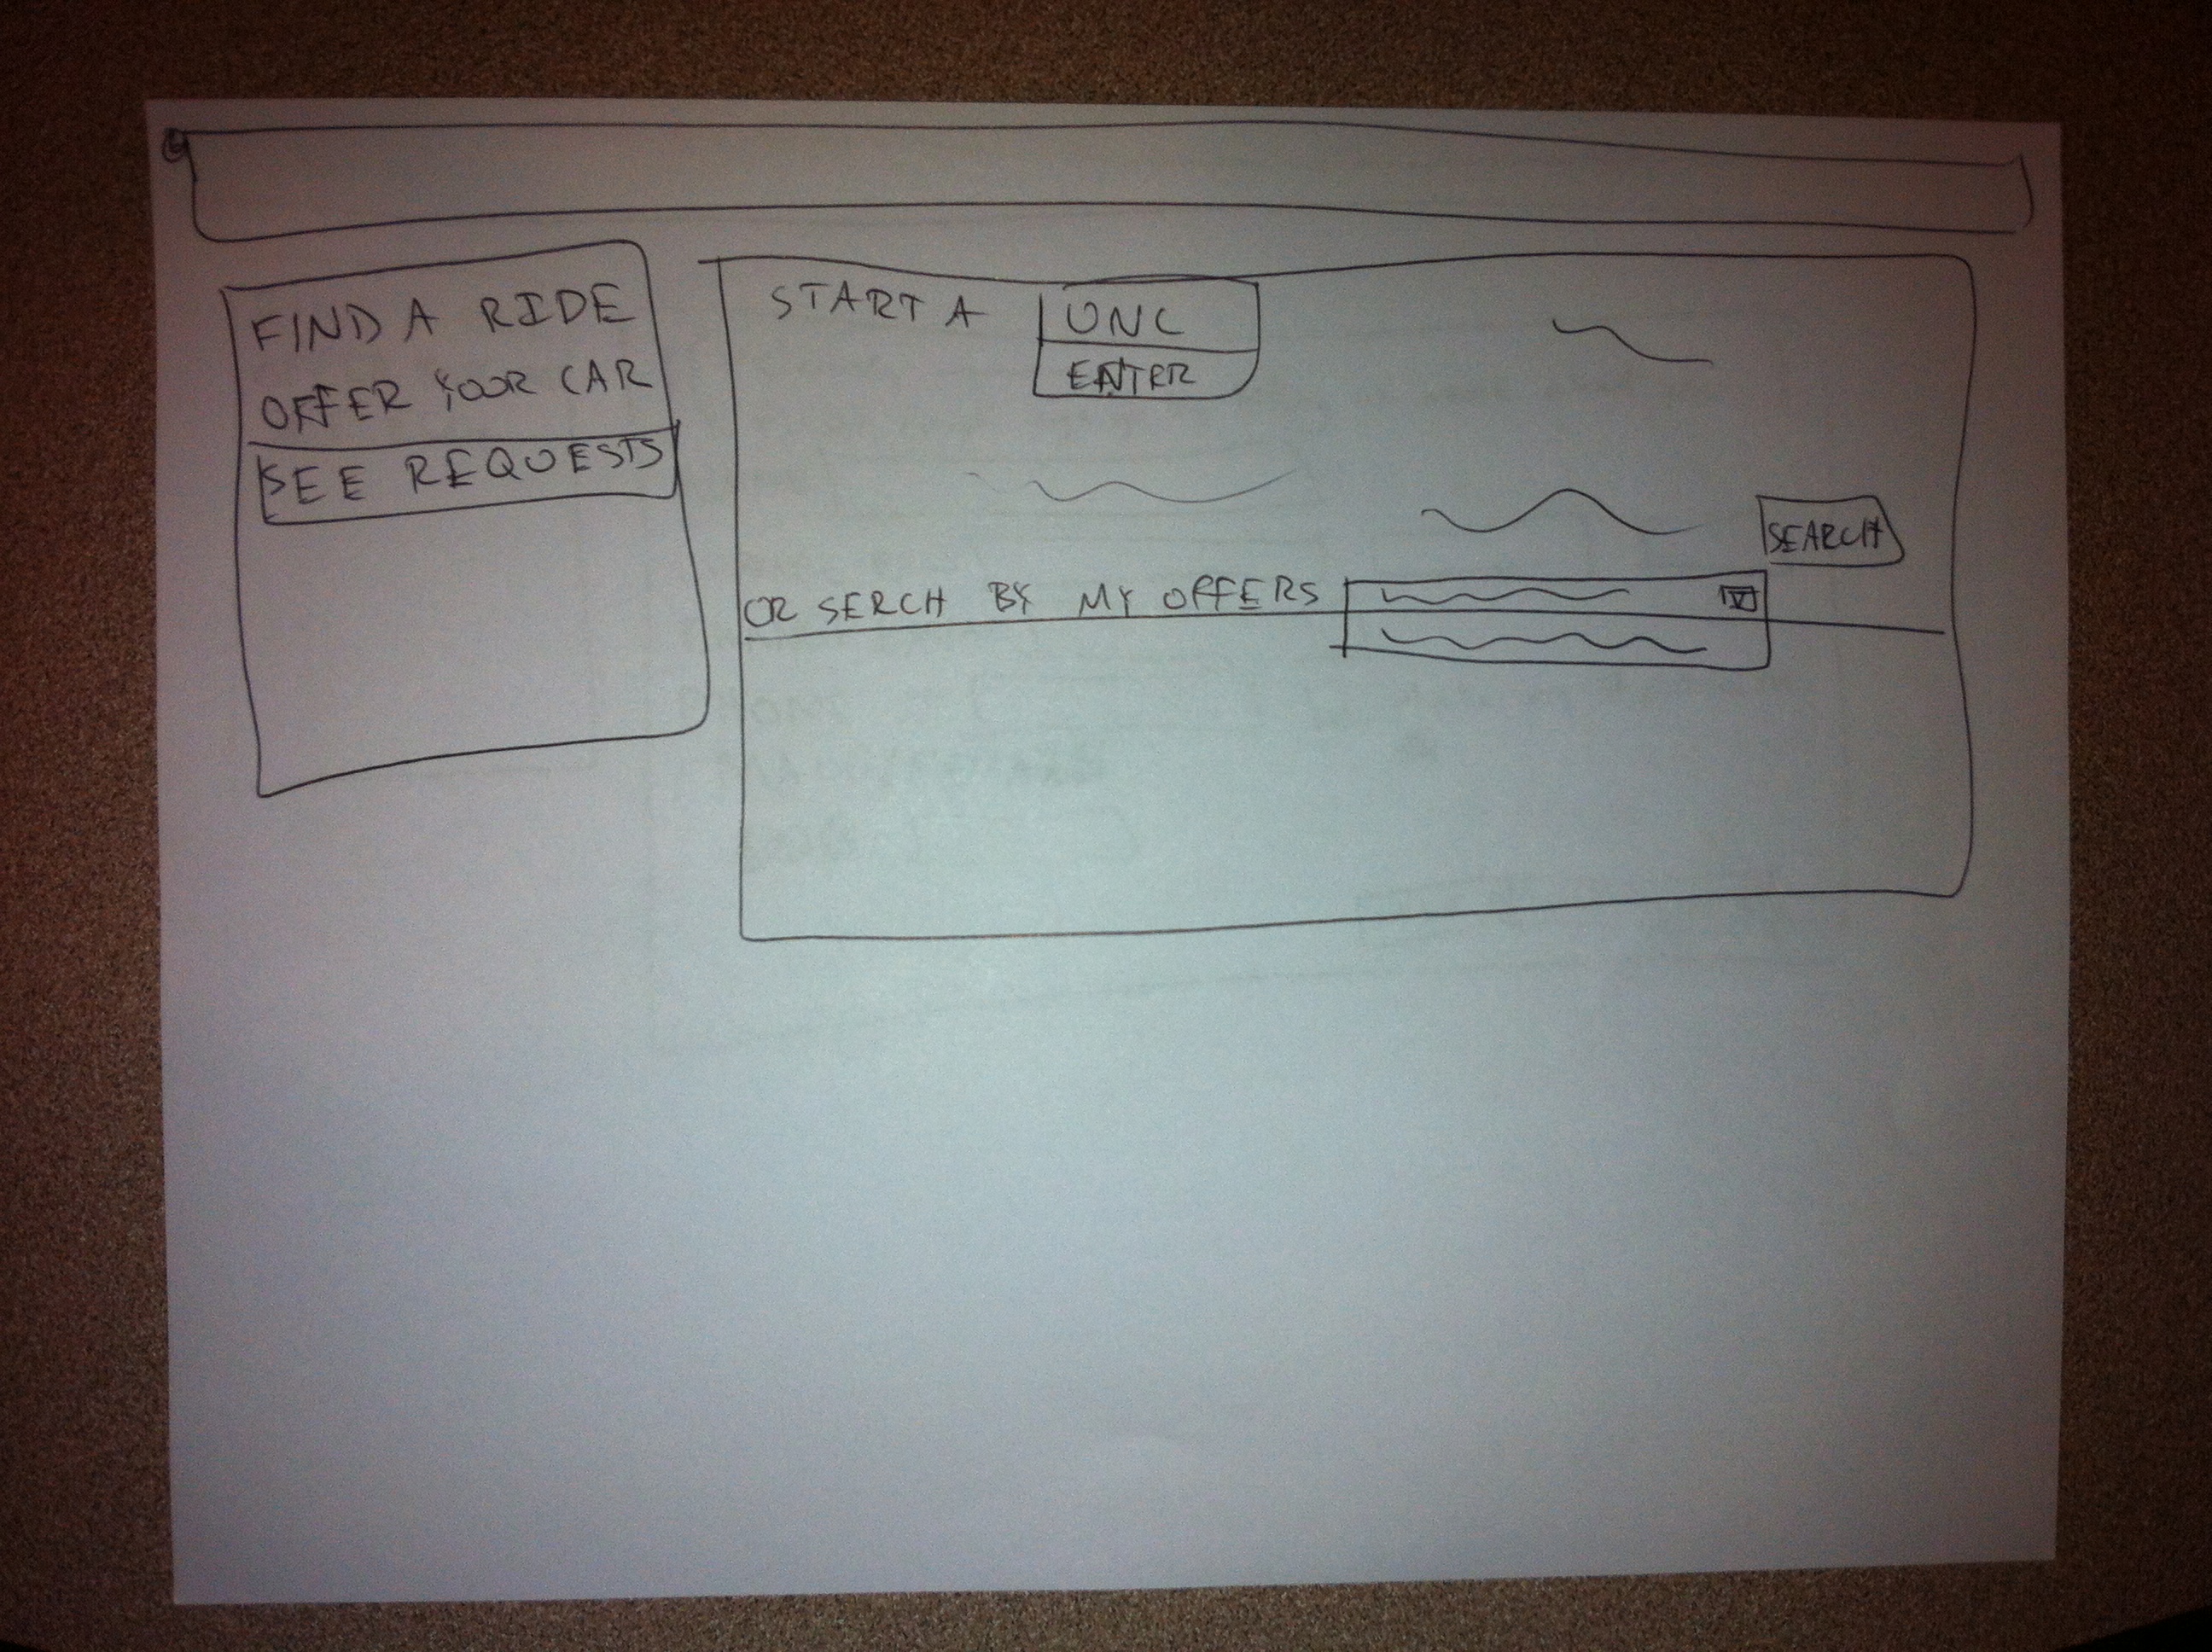 FIND A RIDE
OFFER YOUR CAR
SEE REQUESTS
START A UNC
ENTER
SEARCH
OR SERCH BY MY OFFERS